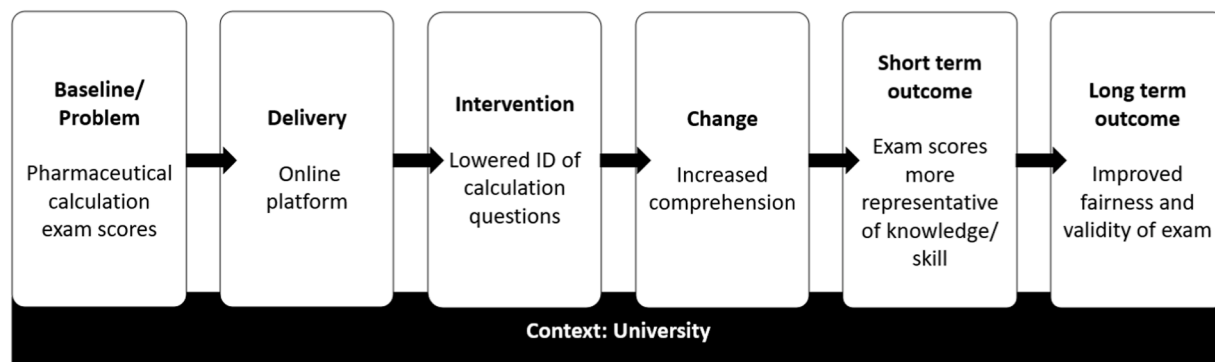 Baseline/
Problem
Pharmaceutical
calculation
exam scores
Delivery
Online
platform
Intervention
Lowered ID of
calculation
questions
Change
Increased
comprehension
Short term
outcome
Exam scores
more
representative
of knowledge/
skill
Long term
outcome
Improved
fairness and
validity of exam
Context: University